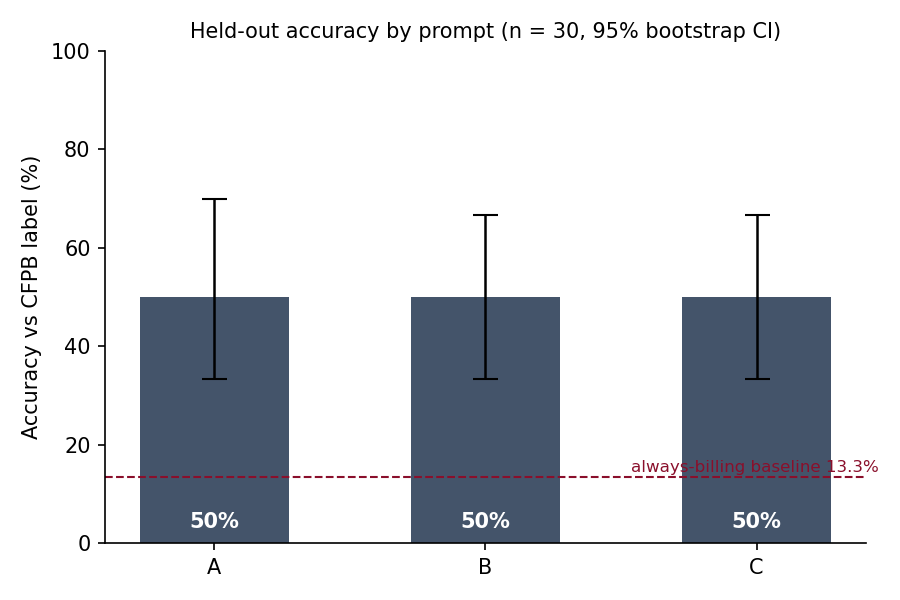 Held-out accuracy by prompt (n = 30, 95% bootstrap CI)
Accuracy vs CFPB label (%)
100
80
60
40
20
0
always-billing baseline 13.3%
50%
50%
50%
A
B
C